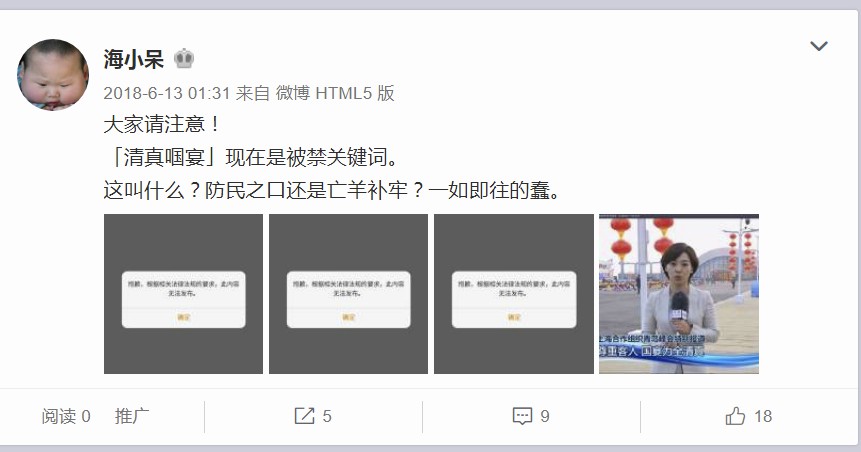 海小呆
2018-6-13 01:31 来自 微博 HTML5 版
大家请注意！
「清真啯宴」现在是被禁关键词。
这叫什么？防民之口还是亡羊补牢？一如即往的蠢。
抱歉，根据相关法律法规的要求，此内容
无法发布。
确定
抱歉，根据相关法律法规的要求，此内容
无法发布。
确定
抱歉，根据相关法律法规的要求，此内容
无法发布。
确定
上海合作组织青岛峰会特别报道
尊重客人 国宴为全清真
阅读 0 推广 5 9 18